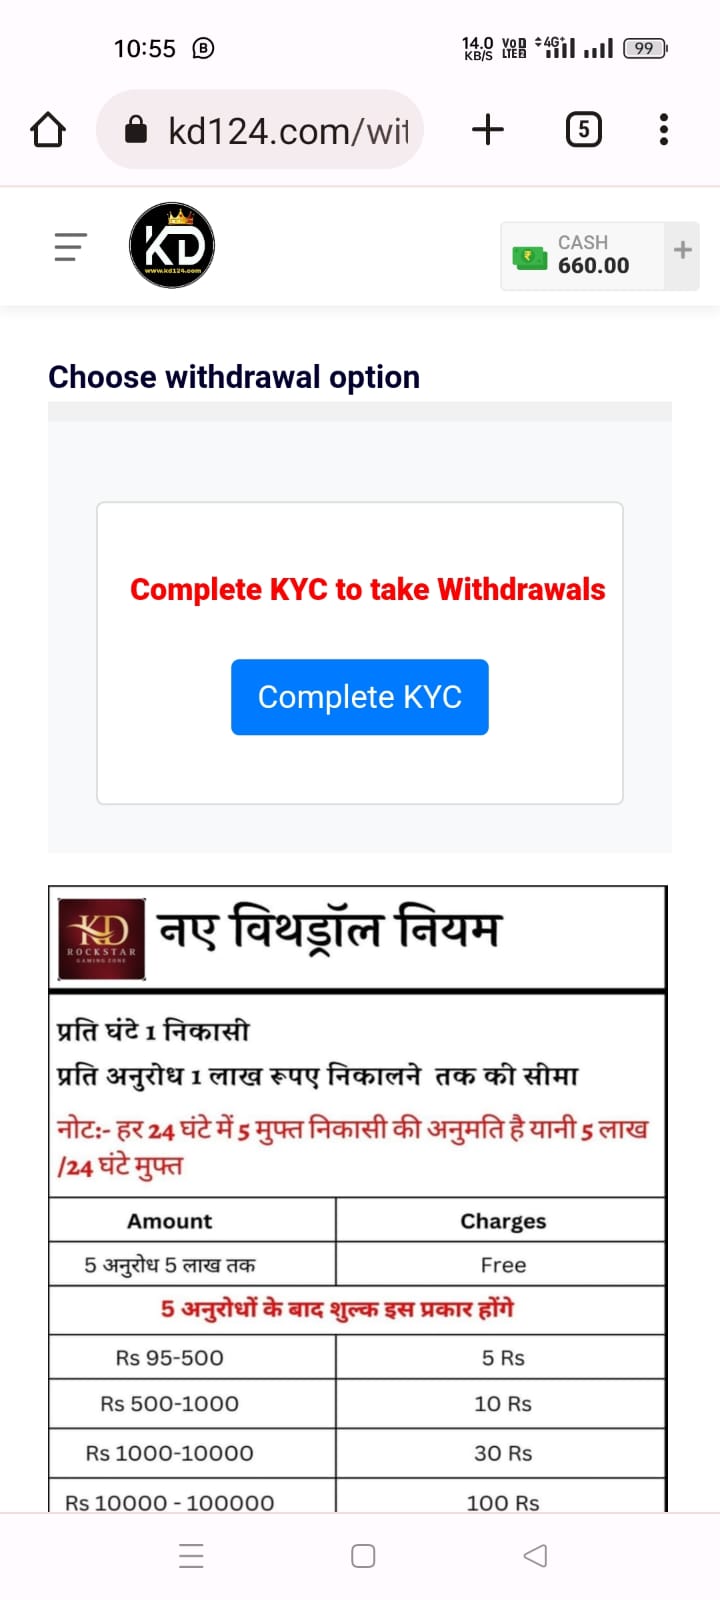 10:55 B 14.0 KB/S VoD LTE2 4G+ 99
kd124.com/wit
5
KD
www.kd124.com
CASH
660.00
+
Choose withdrawal option
Complete KYC to take Withdrawals
Complete KYC
KD
ROCKSTAR
GAMING ZONE
नए विथड्रॉल नियम
प्रति घंटे 1 निकासी
प्रति अनुरोध 1 लाख रूपए निकालने तक की सीमा
नोट:- हर 24 घंटे में 5 मुफ्त निकासी की अनुमति है यानी 5 लाख
/24 घंटे मुफ्त
Amount Charges
5 अनुरोध 5 लाख तक Free
5 अनुरोधों के बाद शुल्क इस प्रकार होंगे
Rs 95-500 5 Rs
Rs 500-1000 10 Rs
Rs 1000-10000 30 Rs
Rs 10000 - 100000 100 Rs